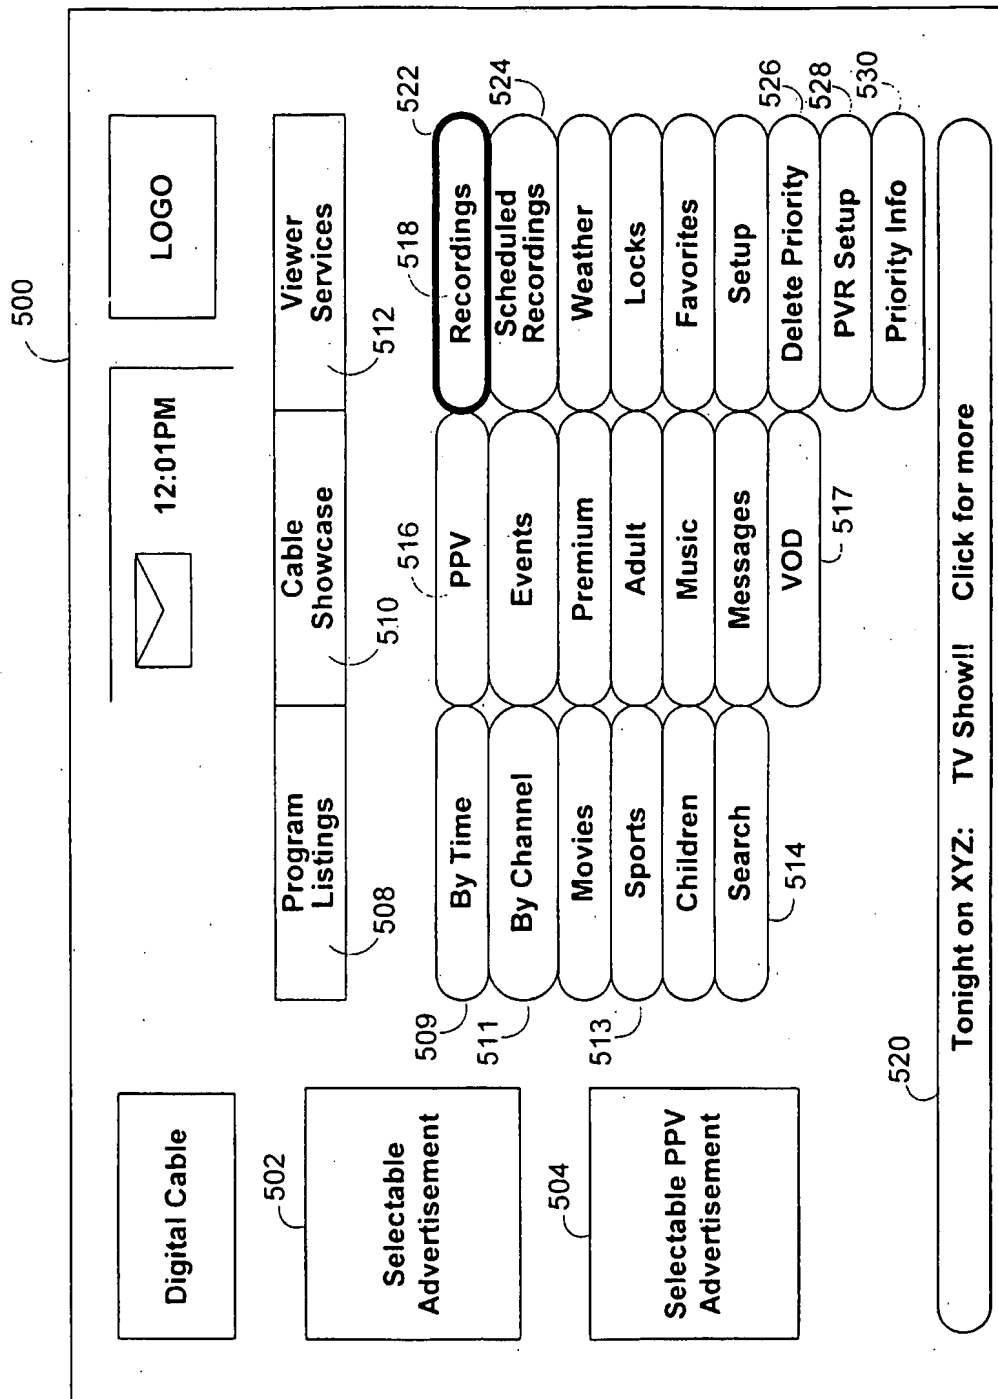 500
Digital Cable
12:01PM
LOGO
502
Selectable
Advertisement
504
Selectable PPV
Advertisement
Program
Listings
508
Cable
Showcase
510
Viewer
Services
512
509
By Time
511
By Channel
Movies
513
Sports
Children
Search
514
516
PPV
Events
Premium
Adult
Music
Messages
VOD
517
518
522
Recordings
524
Scheduled
Recordings
Weather
Locks
Favorites
Setup
526
Delete Priority
528
PVR Setup
530
Priority Info
520
Tonight on XYZ: TV Show!! Click for more